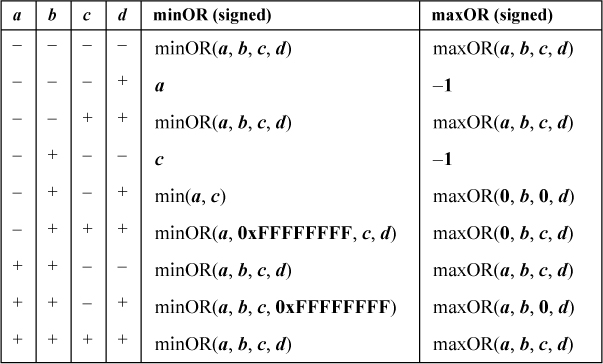 a b c d minOR (signed) maxOR (signed)
– – – – minOR(a, b, c, d) maxOR(a, b, c, d)
– – – + a –1
– – + + minOR(a, b, c, d) maxOR(a, b, c, d)
– + – – c –1
– + – + min(a, c) maxOR(0, b, 0, d)
– + + + minOR(a, 0xFFFFFFFF, c, d) maxOR(0, b, c, d)
+ + – – minOR(a, b, c, d) maxOR(a, b, c, d)
+ + – + minOR(a, b, c, 0xFFFFFFFF) maxOR(a, b, 0, d)
+ + + + minOR(a, b, c, d) maxOR(a, b, c, d)